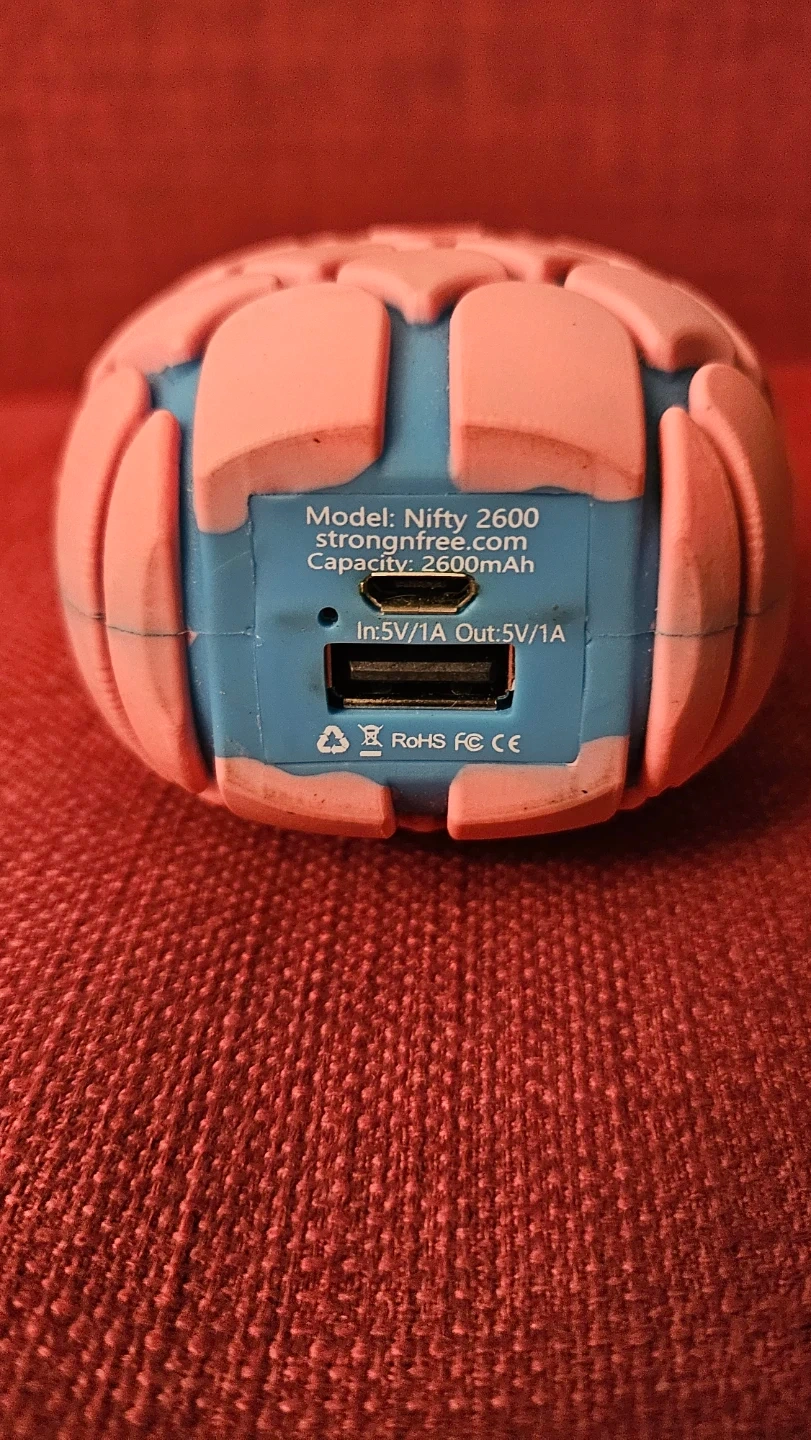 Model: Nifty 2600
strongnfree.com
Capacity: 2600mAh
In:5V/1A Out:5V/1A
RoHS FC CE